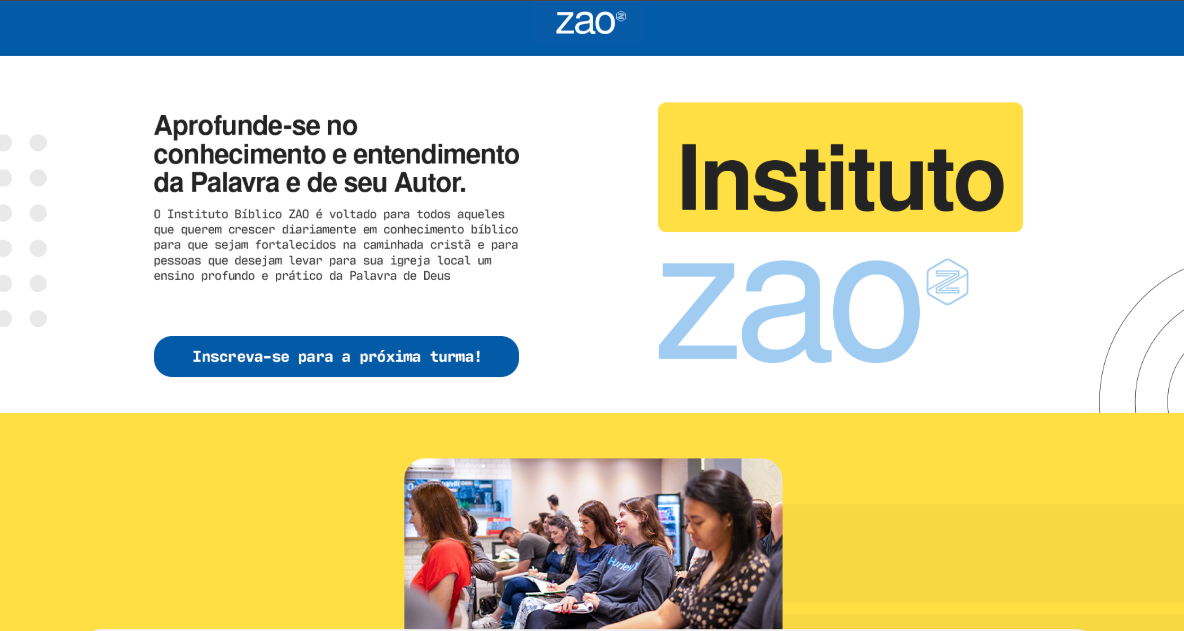 zao
Aprofunde-se no
conhecimento e entendimento
da Palavra e de seu Autor.
O Instituto Bíblico ZAO é voltado para todos aqueles
que querem crescer diariamente em conhecimento bíblico
para que sejam fortalecidos na caminhada cristã e para
pessoas que desejam levar para sua igreja local um
ensino profundo e prático da Palavra de Deus
Inscreva-se para a próxima turma!
Instituto
zao
Hurley